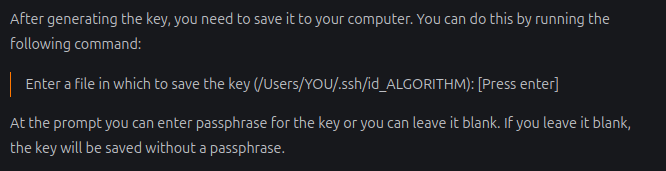 After generating the key, you need to save it to your computer. You can do this by running the
following command:
Enter a file in which to save the key (/Users/YOU/.ssh/id_ALGORITHM): [Press enter]
At the prompt you can enter passphrase for the key or you can leave it blank. If you leave it blank,
the key will be saved without a passphrase.